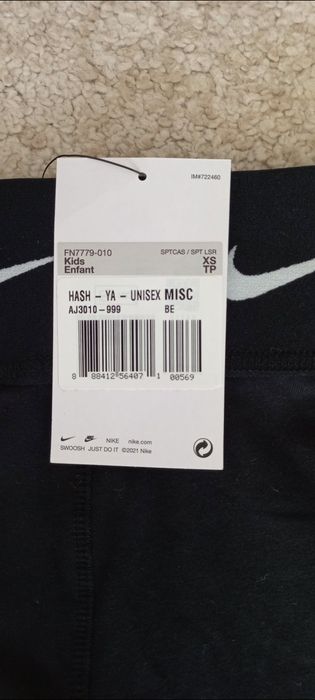 IM#722460
FN7779-010 SPTCAS / SPT LSR
Kids XS
Enfant TP
HASH - YA - UNISEX MISC
AJ3010-999 BE
8 88412 56407 1 00569
NIKE nike.com
SWOOSH JUST DO IT ©2021 Nike